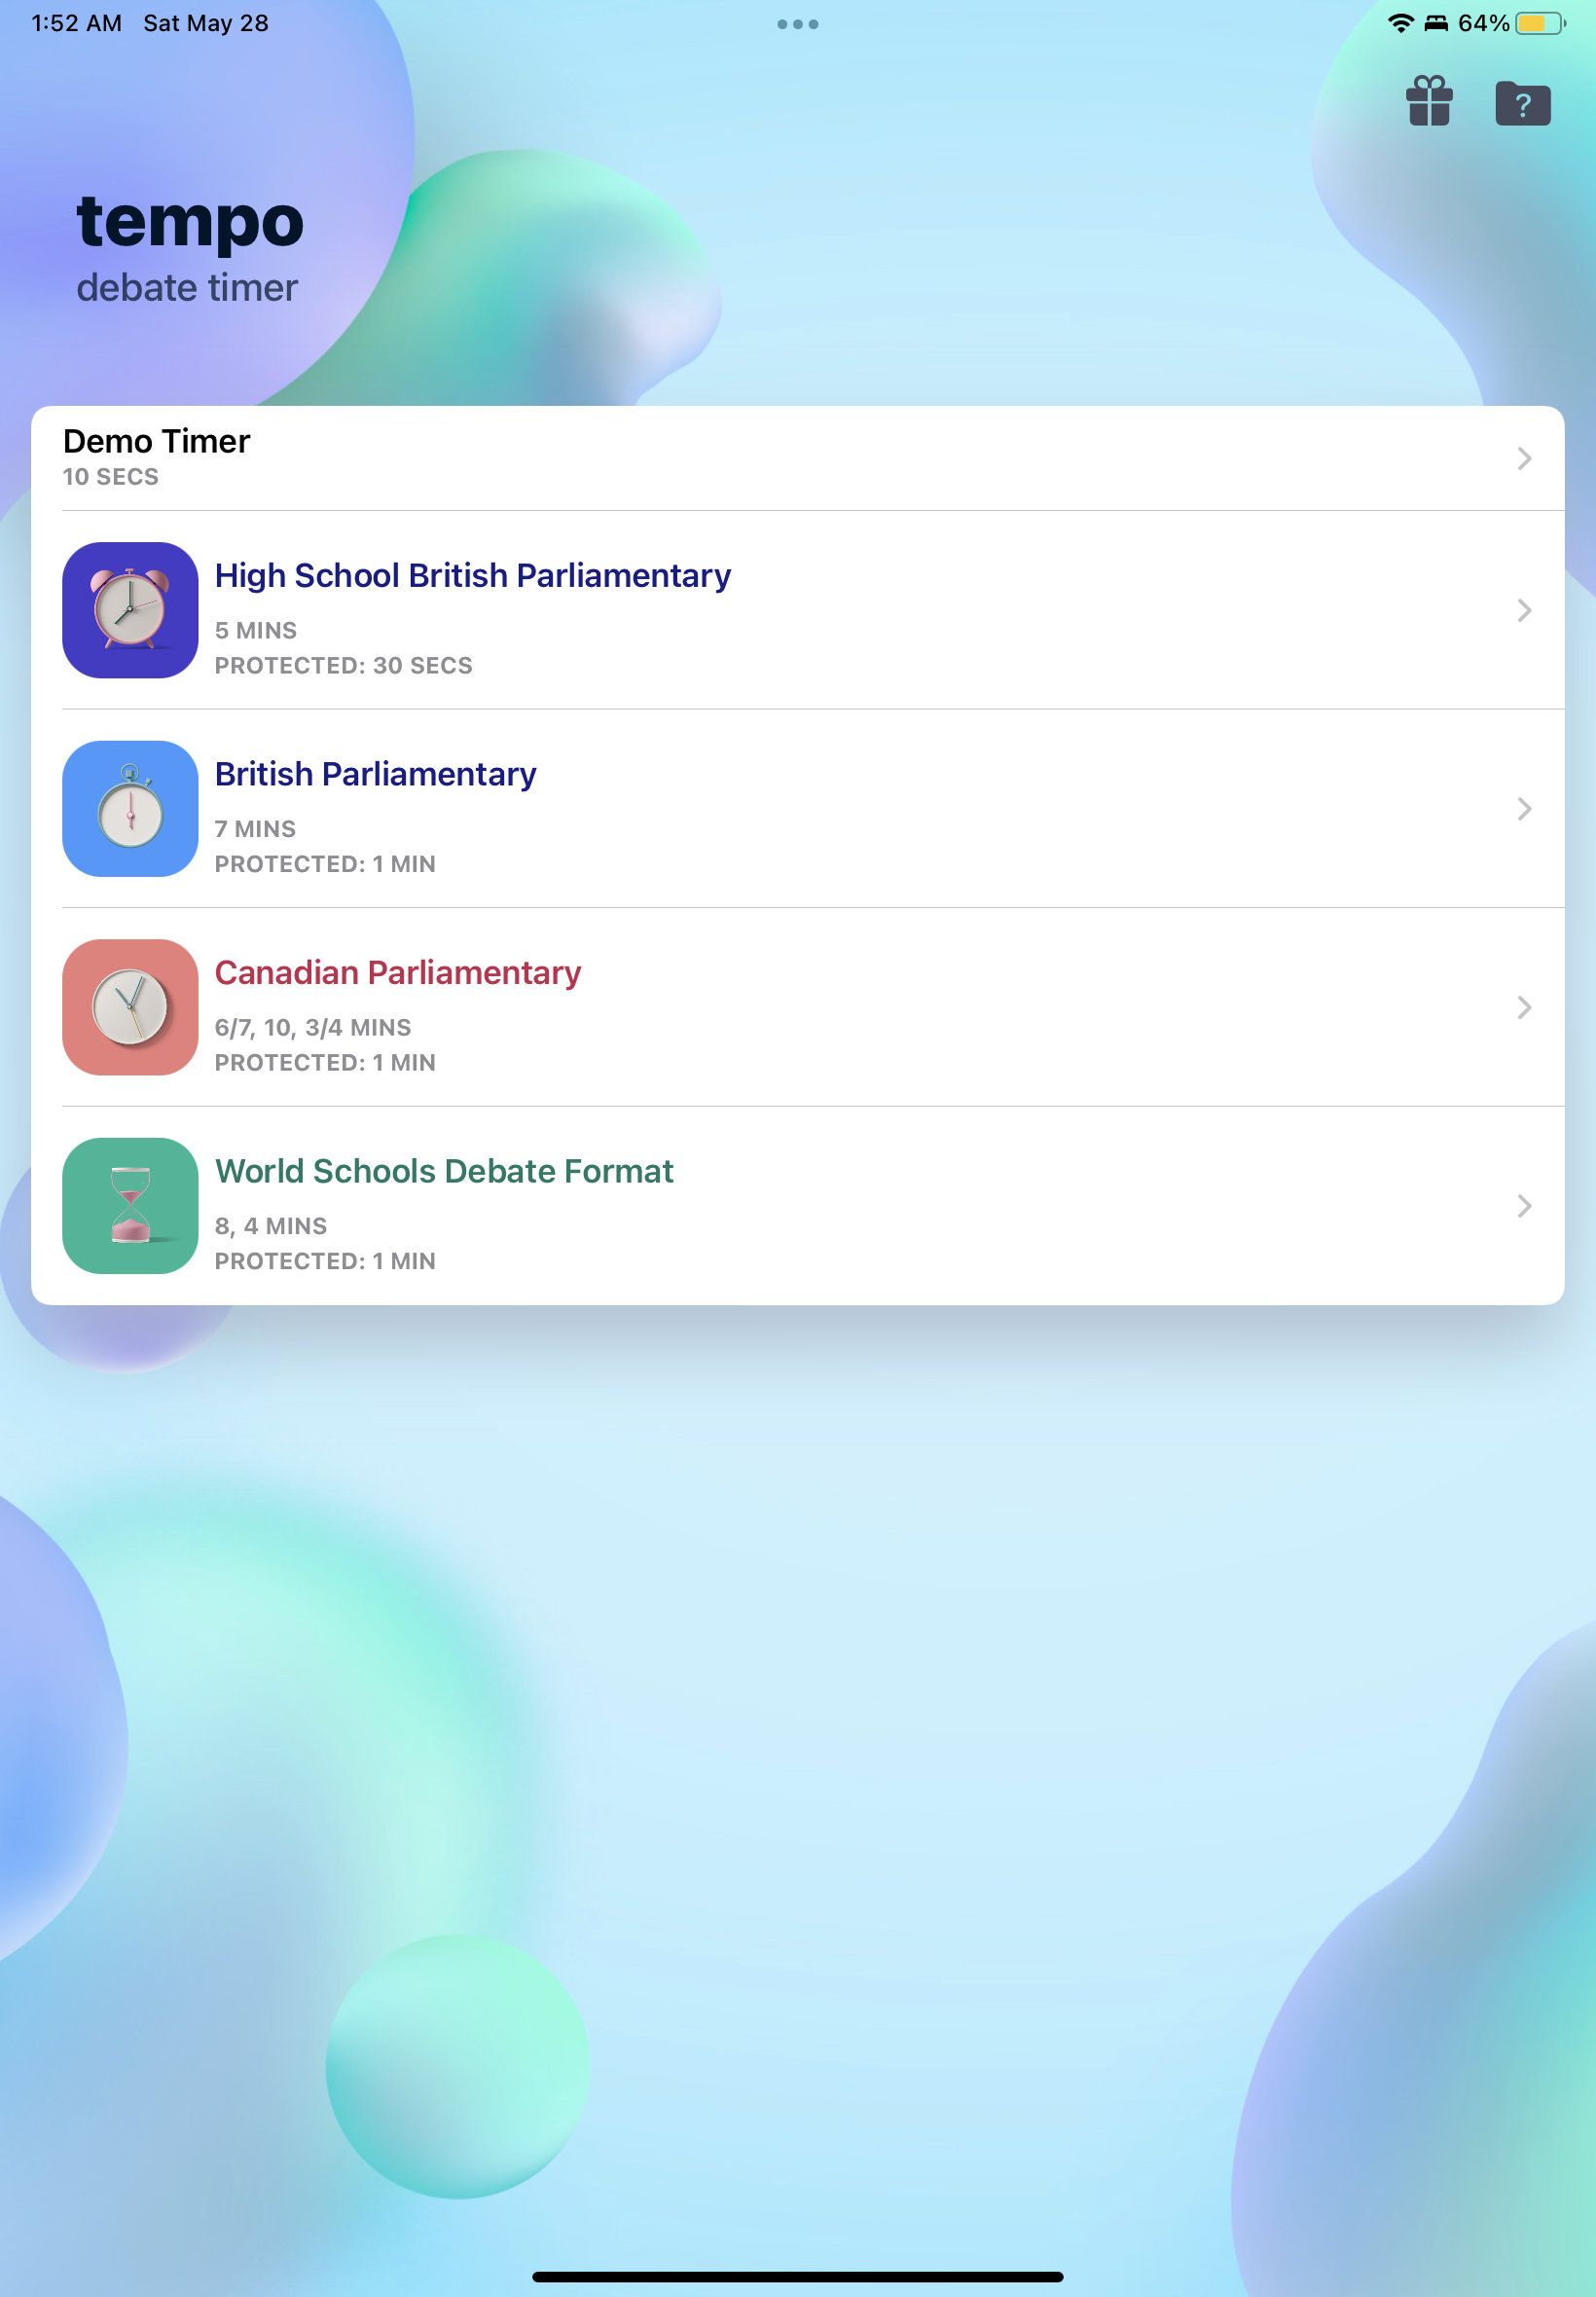 1:52 AM Sat May 28
64%
?
tempo
debate timer
Demo Timer
10 SECS
High School British Parliamentary
5 MINS
PROTECTED: 30 SECS
British Parliamentary
7 MINS
PROTECTED: 1 MIN
Canadian Parliamentary
6/7, 10, 3/4 MINS
PROTECTED: 1 MIN
World Schools Debate Format
8, 4 MINS
PROTECTED: 1 MIN